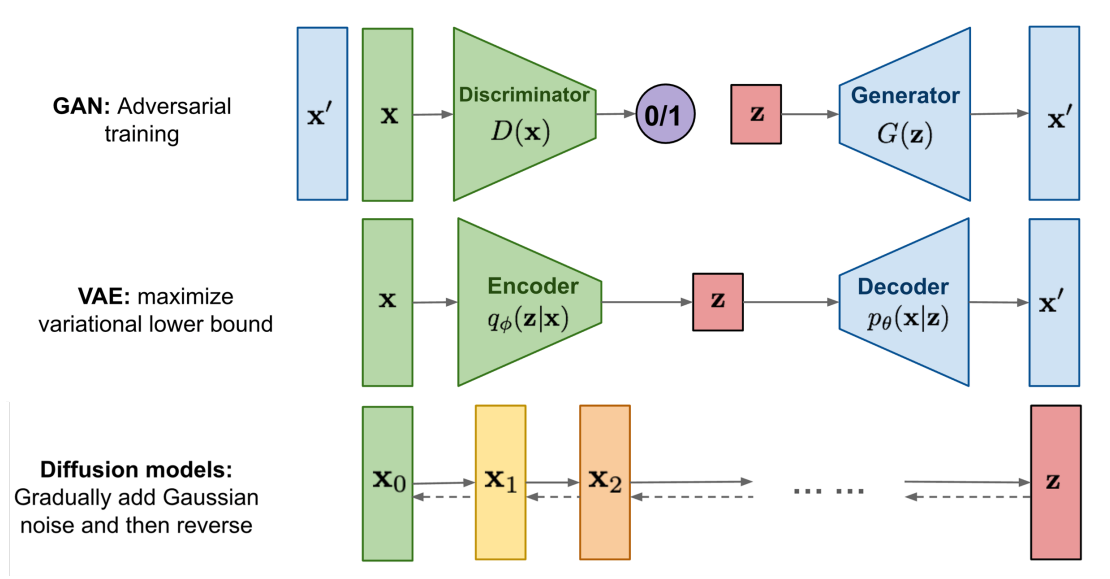 GAN: Adversarial
training
x′
x
Discriminator
D(x)
0/1
z
Generator
G(z)
x′
VAE: maximize
variational lower bound
x
Encoder
qϕ(z|x)
z
Decoder
pθ(x|z)
x′
Diffusion models:
Gradually add Gaussian
noise and then reverse
x₀
x₁
x₂
... ...
z